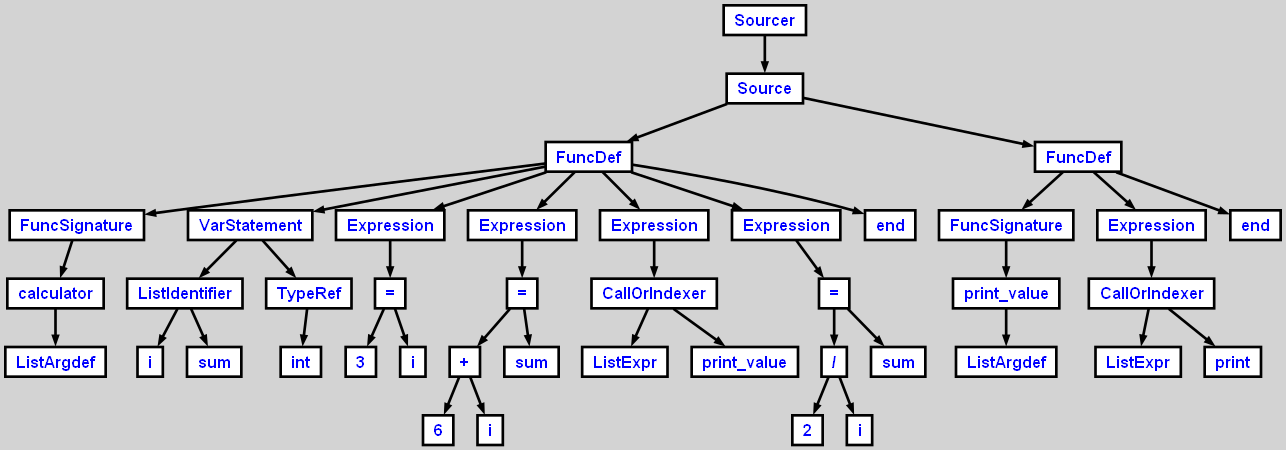 Sourcer
Source
FuncDef FuncDef
FuncSignature VarStatement Expression Expression Expression Expression end FuncSignature Expression end
calculator ListIdentifier TypeRef = = CallOrIndexer = print_value CallOrIndexer
ListArgdef i sum int 3 i + sum ListExpr print_value / sum ListArgdef ListExpr print
6 i 2 i